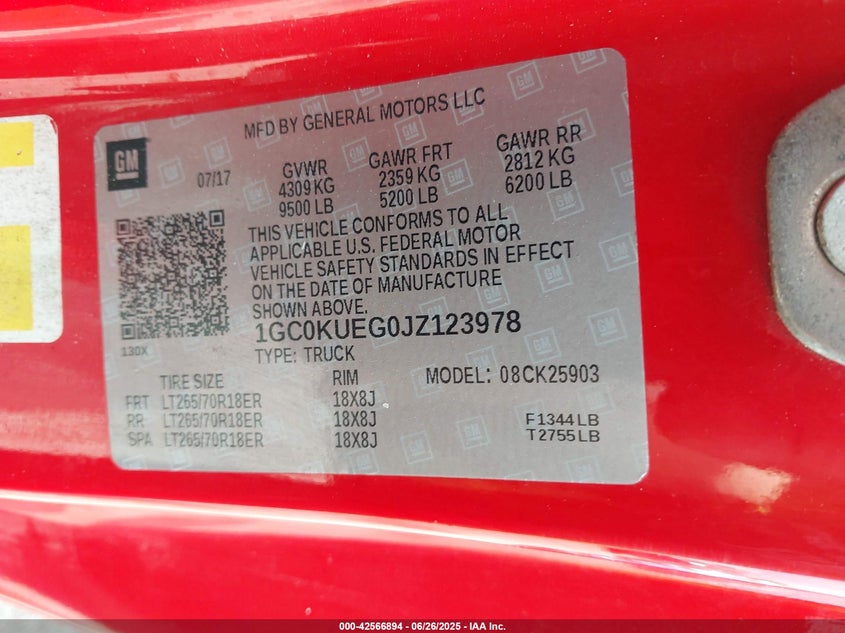 MFD BY GENERAL MOTORS LLC
GM
07/17
GVWR GAWR FRT GAWR RR
4309 KG 2359 KG 2812 KG
9500 LB 5200 LB 6200 LB
THIS VEHICLE CONFORMS TO ALL
APPLICABLE U.S. FEDERAL MOTOR
VEHICLE SAFETY STANDARDS IN EFFECT
ON THE DATE OF MANUFACTURE
SHOWN ABOVE.
1GC0KUEG0JZ123978
130X
TYPE: TRUCK
TIRE SIZE RIM MODEL: 08CK25903
FRT LT265/70R18ER 18X8J
RR LT265/70R18ER 18X8J F1344LB
SPA LT265/70R18ER 18X8J T2755LB
000-42566894 | 06/26/2025 - IAA Inc.